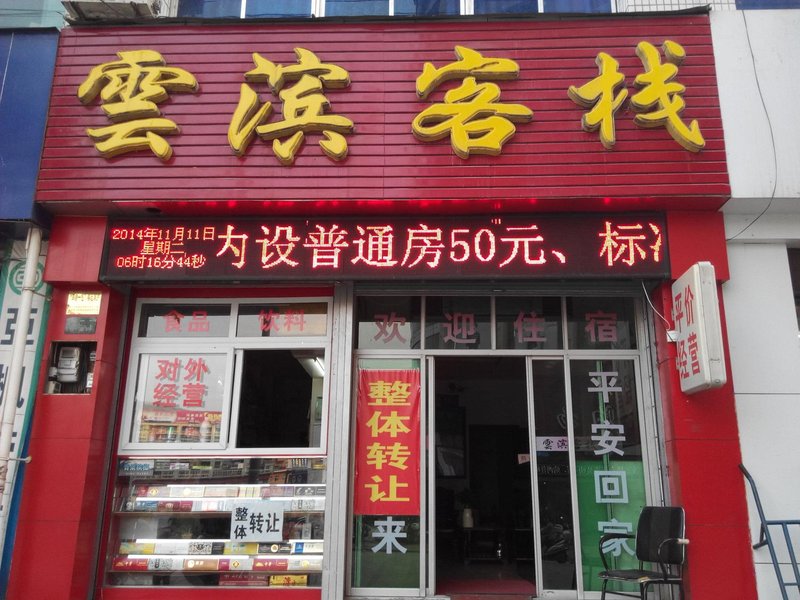 雲滨客栈
2014年11月11日
星期二
06时16分44秒
内设普通房50元、标
平价
经营
食品 饮料
欢迎住宿
对外
经营
整体转让
来
平安回家
雲滨
整体
转让